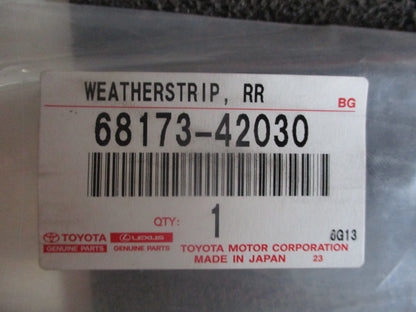 WEATHERSTRIP, RR
BG
68173-42030
QTY: 1
6G13
TOYOTA LEXUS TOYOTA MOTOR CORPORATION
GENUINE PARTS GENUINE PARTS MADE IN JAPAN 23